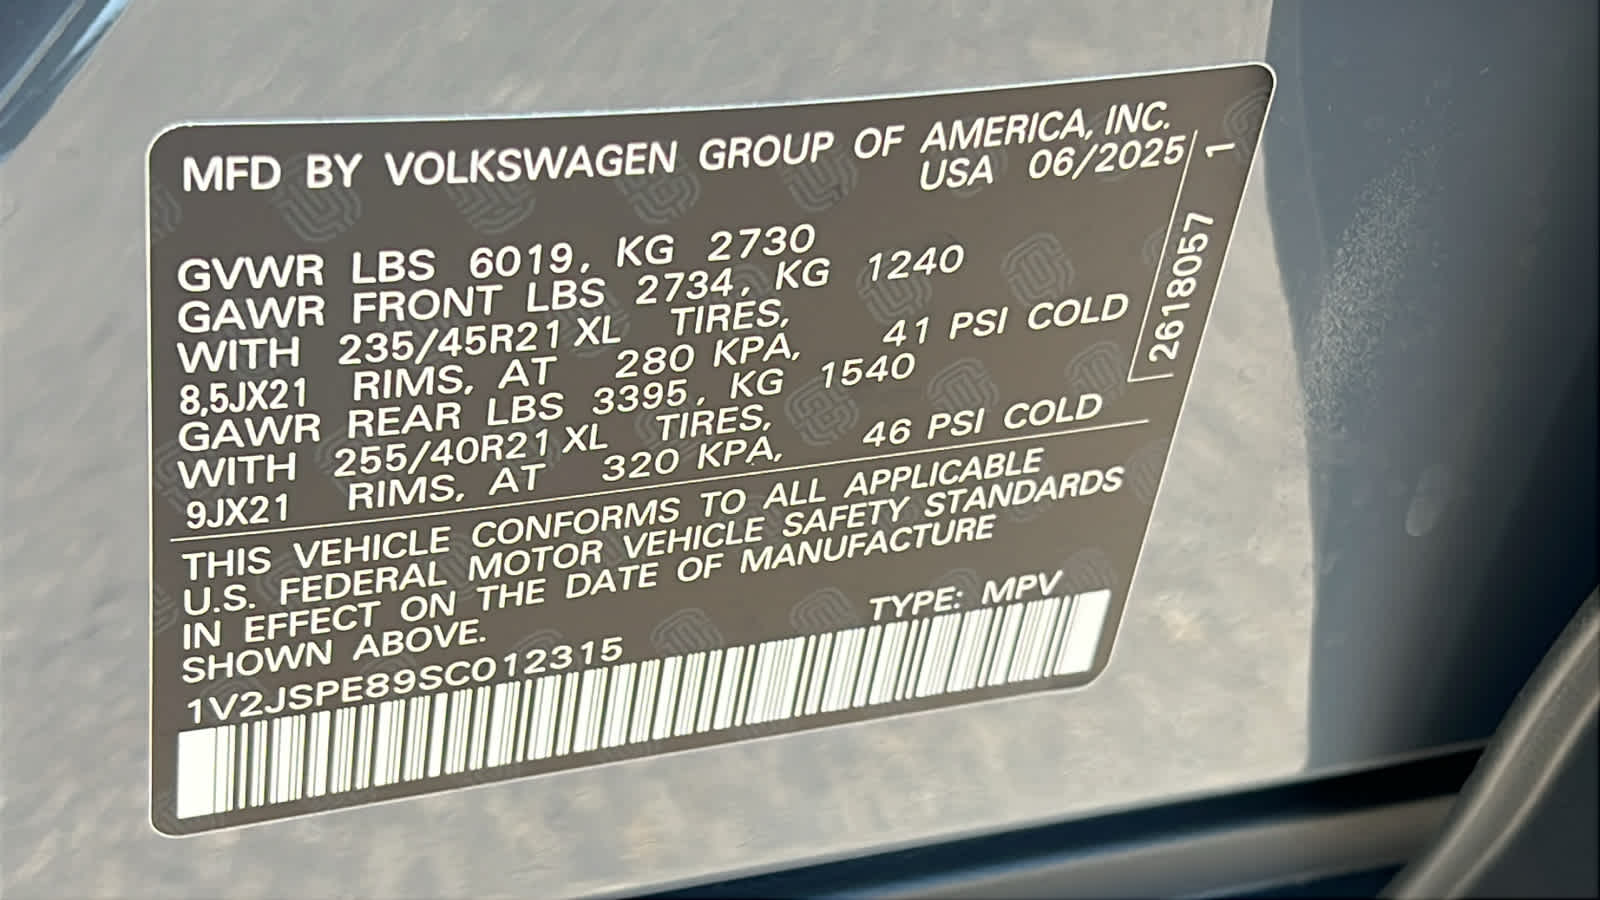 MFD BY VOLKSWAGEN GROUP OF AMERICA, INC.
USA 06/2025
GVWR LBS 6019, KG 2730
GAWR FRONT LBS 2734, KG 1240
WITH 235/45R21 XL TIRES,
8,5JX21 RIMS, AT 280 KPA, 41 PSI COLD
GAWR REAR LBS 3395, KG 1540
WITH 255/40R21 XL TIRES,
9JX21 RIMS, AT 320 KPA, 46 PSI COLD
THIS VEHICLE CONFORMS TO ALL APPLICABLE
U.S. FEDERAL MOTOR VEHICLE SAFETY STANDARDS
IN EFFECT ON THE DATE OF MANUFACTURE
SHOWN ABOVE.
TYPE: MPV
1V2JSPE89SC012315
2618057 1